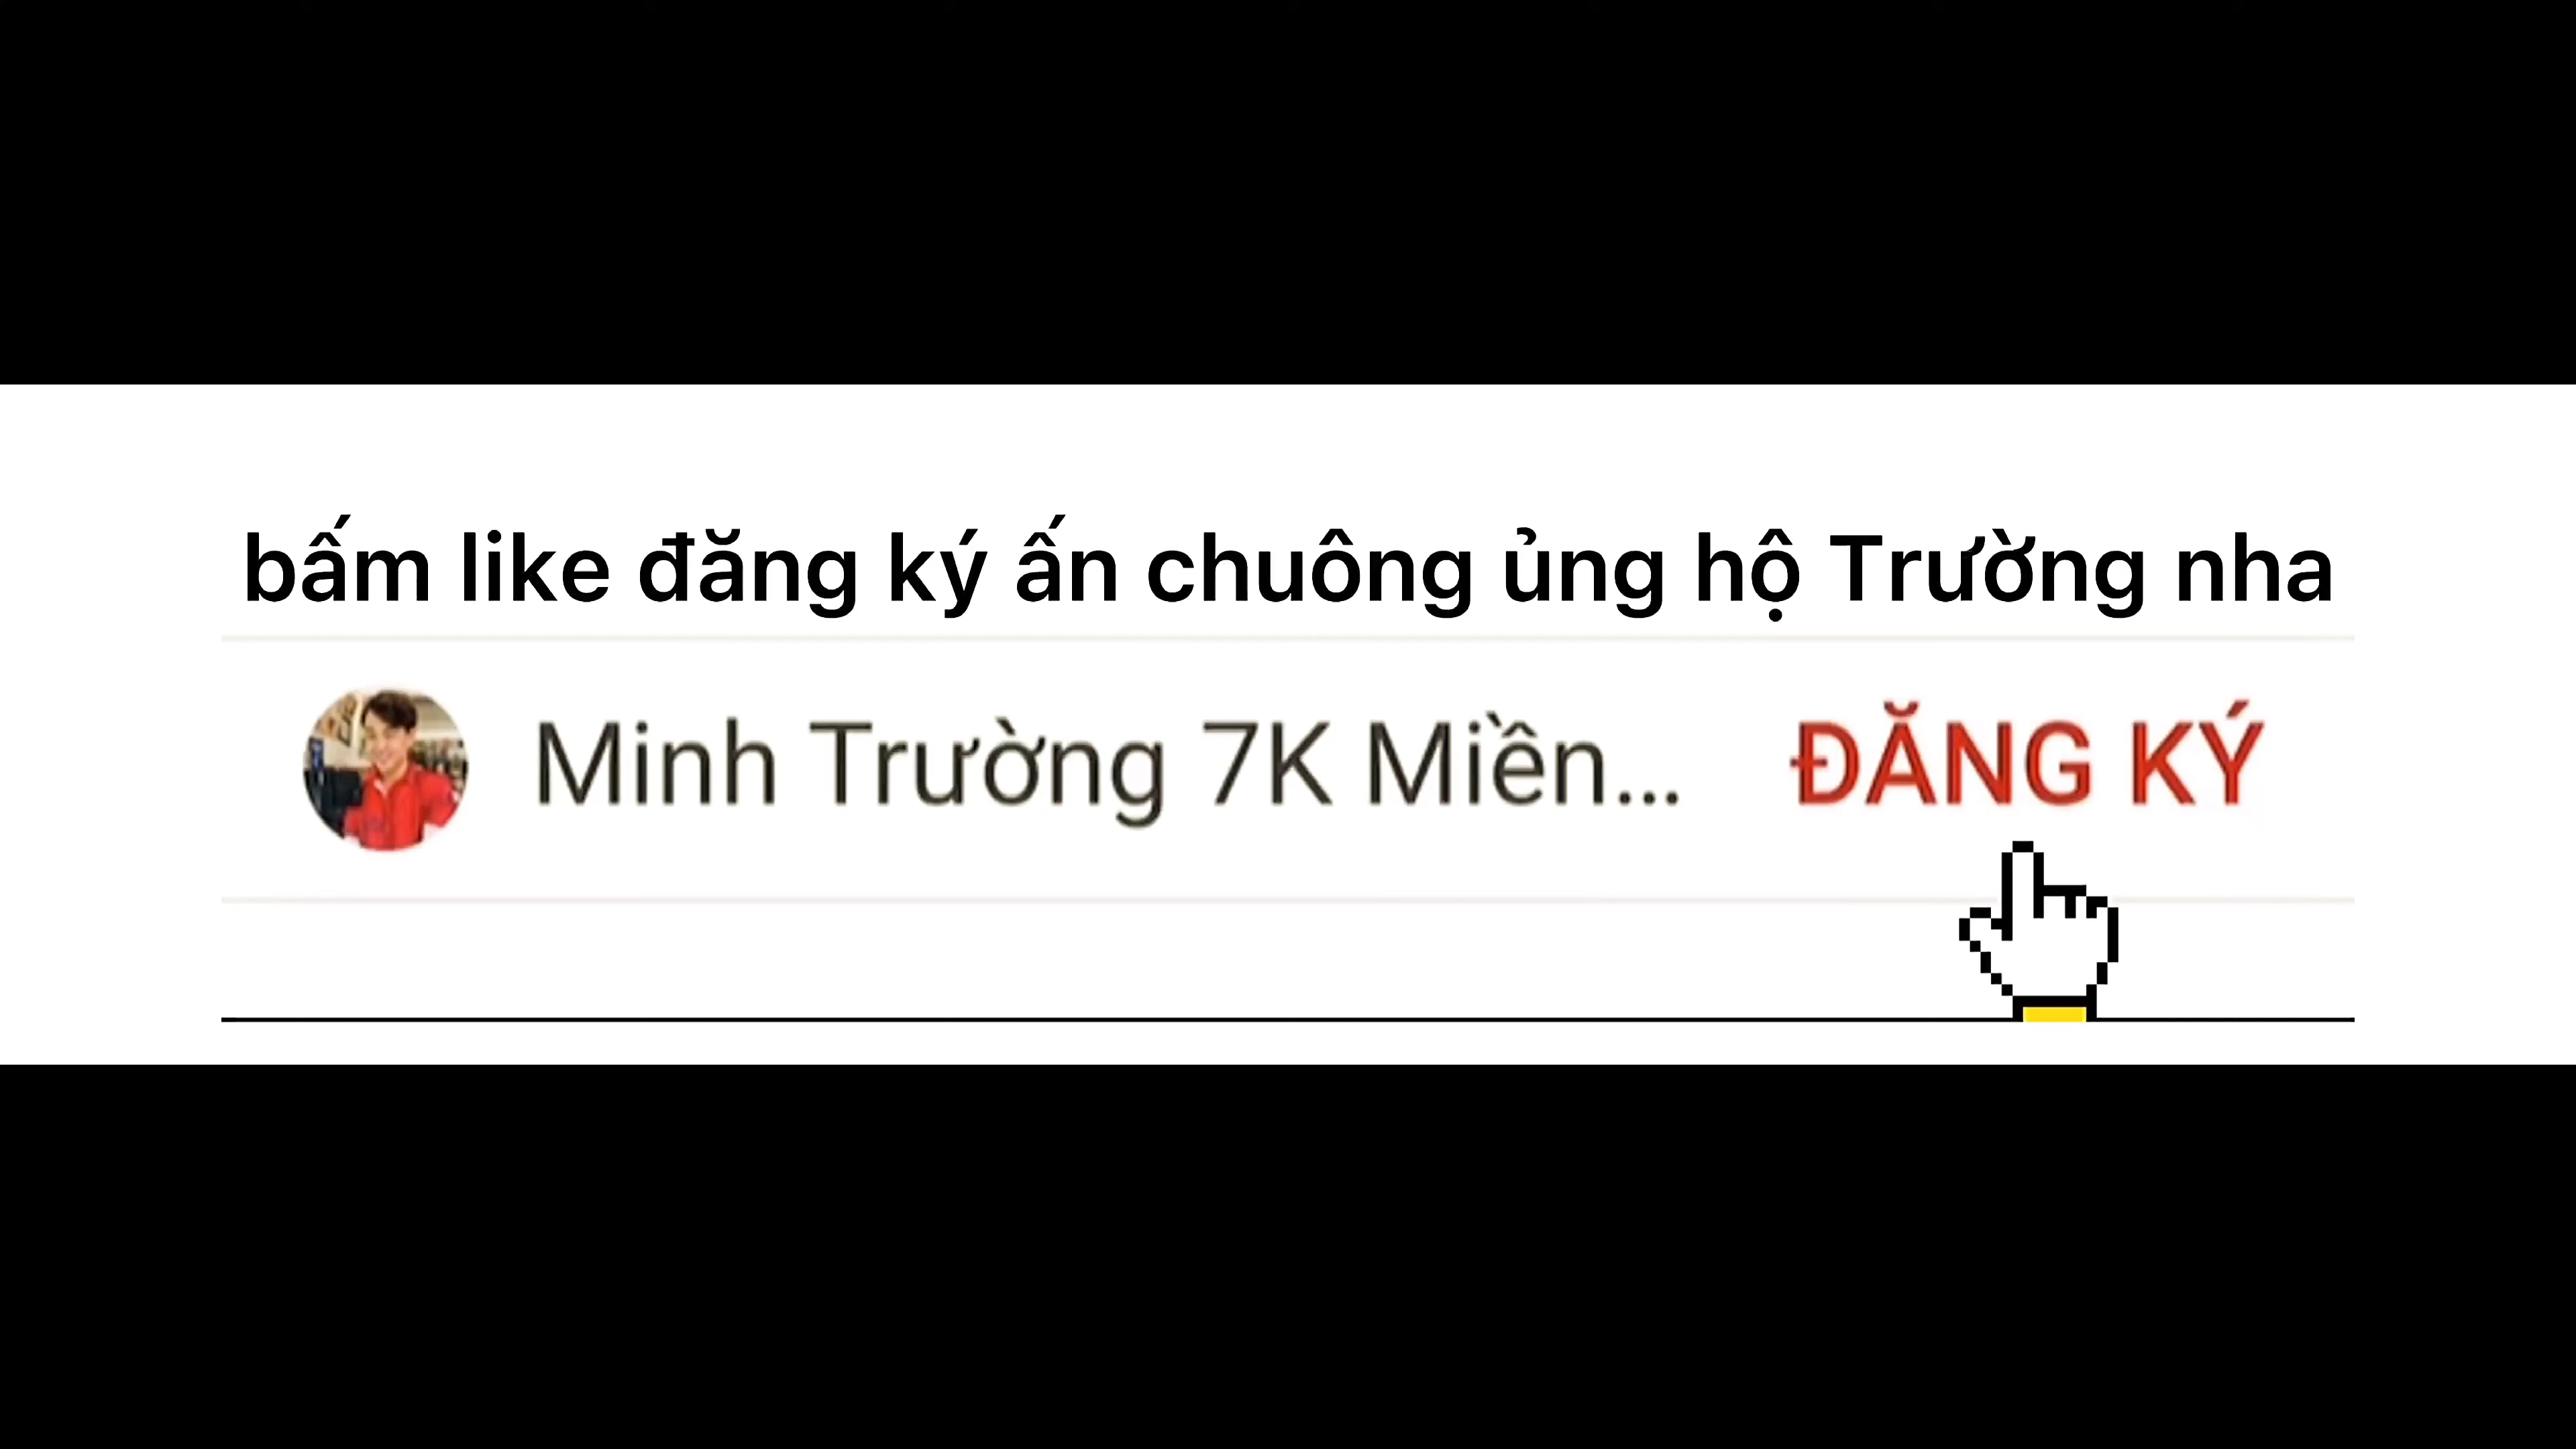 bấm like đăng ký ấn chuông ủng hộ Trường nha
Minh Trường 7K Miền... ĐĂNG KÝ